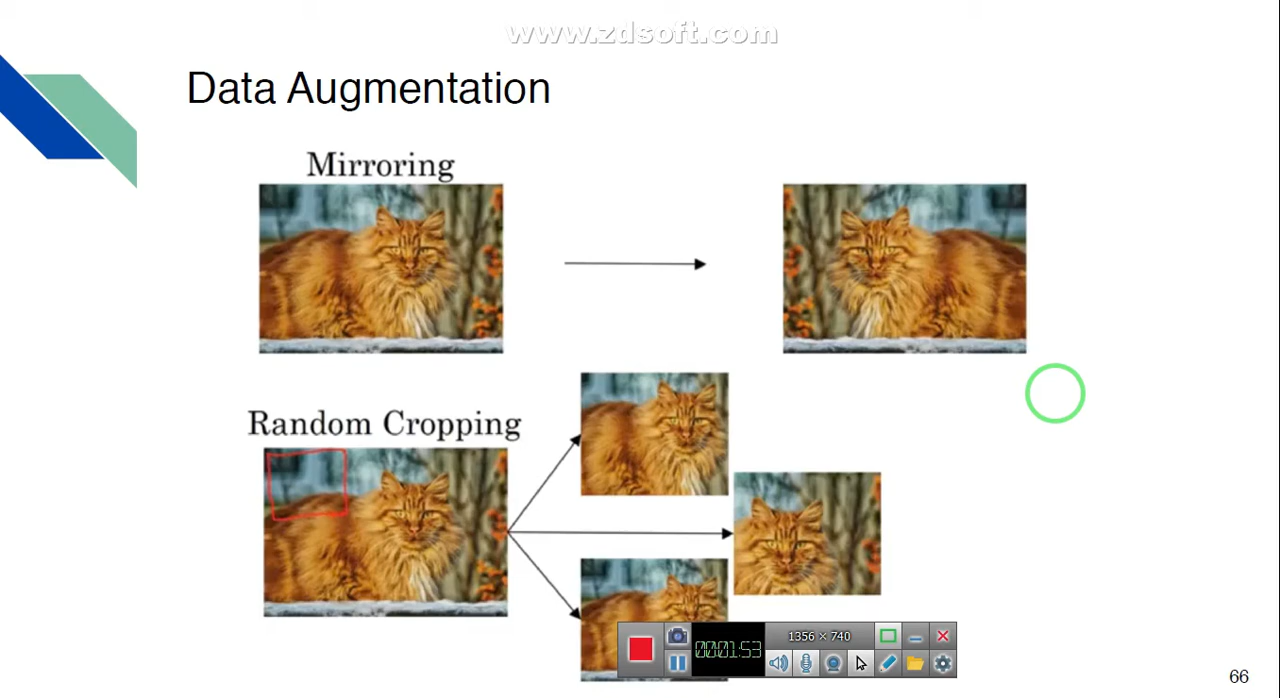 www.zdsoft.com
Data Augmentation
Mirroring
Random Cropping
00:01:53
1356 × 740
66